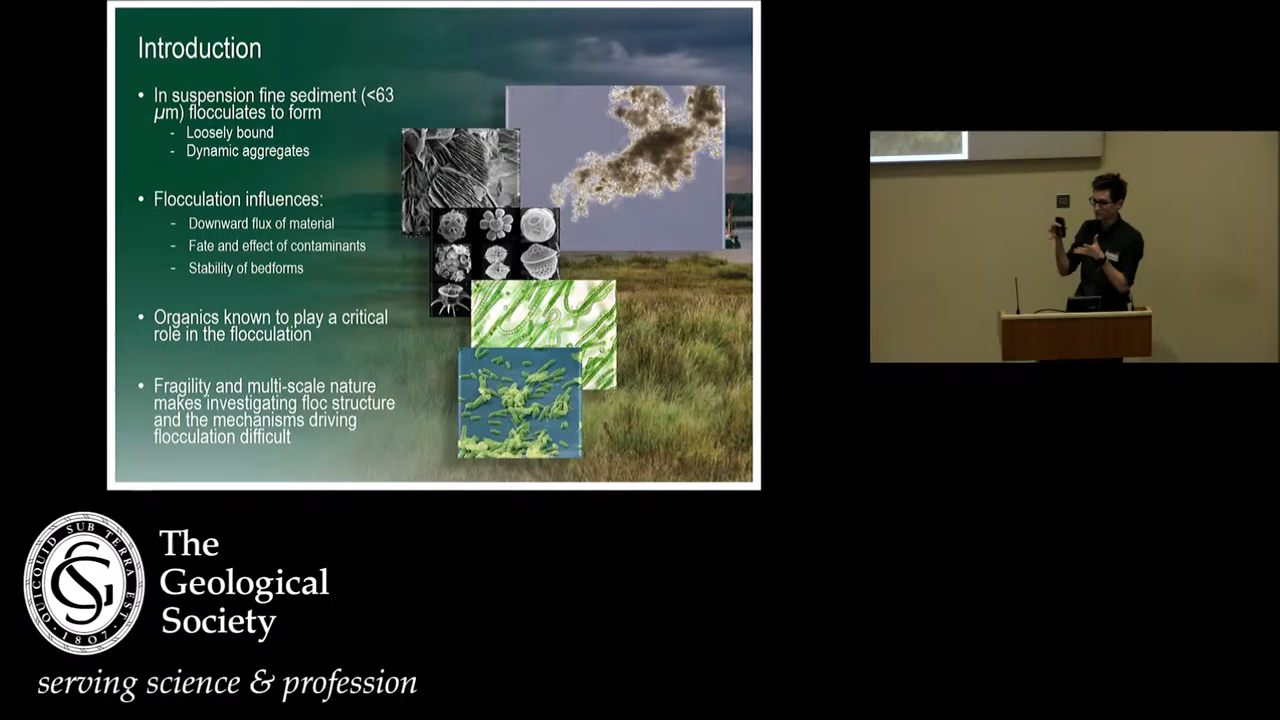 Introduction
• In suspension fine sediment (<63
µm) flocculates to form
- Loosely bound
- Dynamic aggregates
• Flocculation influences:
- Downward flux of material
- Fate and effect of contaminants
- Stability of bedforms
• Organics known to play a critical
role in the flocculation
• Fragility and multi-scale nature
makes investigating floc structure
and the mechanisms driving
flocculation difficult
QUICQUID SUB TERRA EST
·1807·
The
Geological
Society
serving science & profession